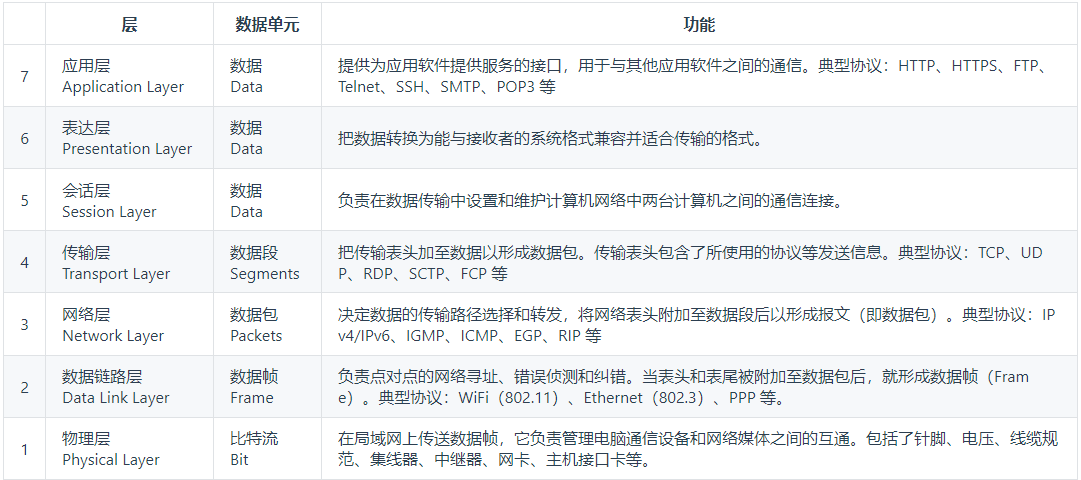 层 数据单元 功能
7 应用层 数据 提供为应用软件提供服务的接口，用于与其他应用软件之间的通信。典型协议：HTTP、HTTPS、FTP、
Application Layer Data Telnet、SSH、SMTP、POP3 等
6 表达层 数据 把数据转换为能与接收者的系统格式兼容并适合传输的格式。
Presentation Layer Data
5 会话层 数据 负责在数据传输中设置和维护计算机网络中两台计算机之间的通信连接。
Session Layer Data
4 传输层 数据段 把传输表头加至数据以形成数据包。传输表头包含了所使用的协议等发送信息。典型协议：TCP、UD
Transport Layer Segments P、RDP、SCTP、FCP 等
3 网络层 数据包 决定数据的传输路径选择和转发，将网络表头附加至数据段后以形成报文（即数据包）。典型协议：IP
Network Layer Packets v4/IPv6、IGMP、ICMP、EGP、RIP 等
2 数据链路层 数据帧 负责点对点的网络寻址、错误侦测和纠错。当表头和表尾被附加至数据包后，就形成数据帧（Fram
Data Link Layer Frame e）。典型协议：WiFi（802.11）、Ethernet（802.3）、PPP 等。
1 物理层 比特流 在局域网上传送数据帧，它负责管理电脑通信设备和网络媒体之间的互通。包括了针脚、电压、线缆规
Physical Layer Bit 范、集线器、中继器、网卡、主机接口卡等。